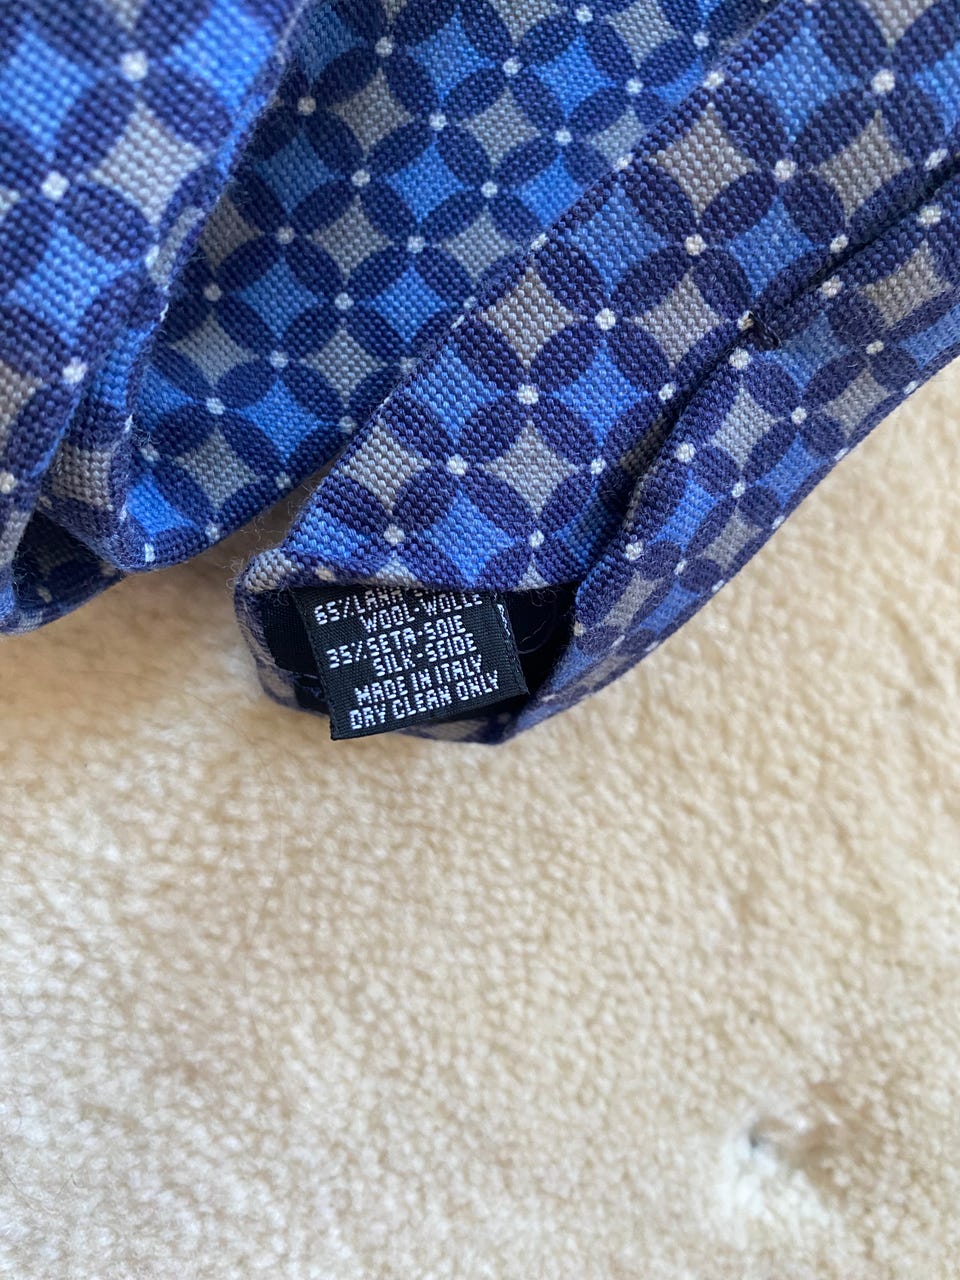 65%LANA
WOOL-WOLLE
35%SETA-SOIE
SILK-SEIDE
MADE IN ITALY
DRY CLEAN ONLY